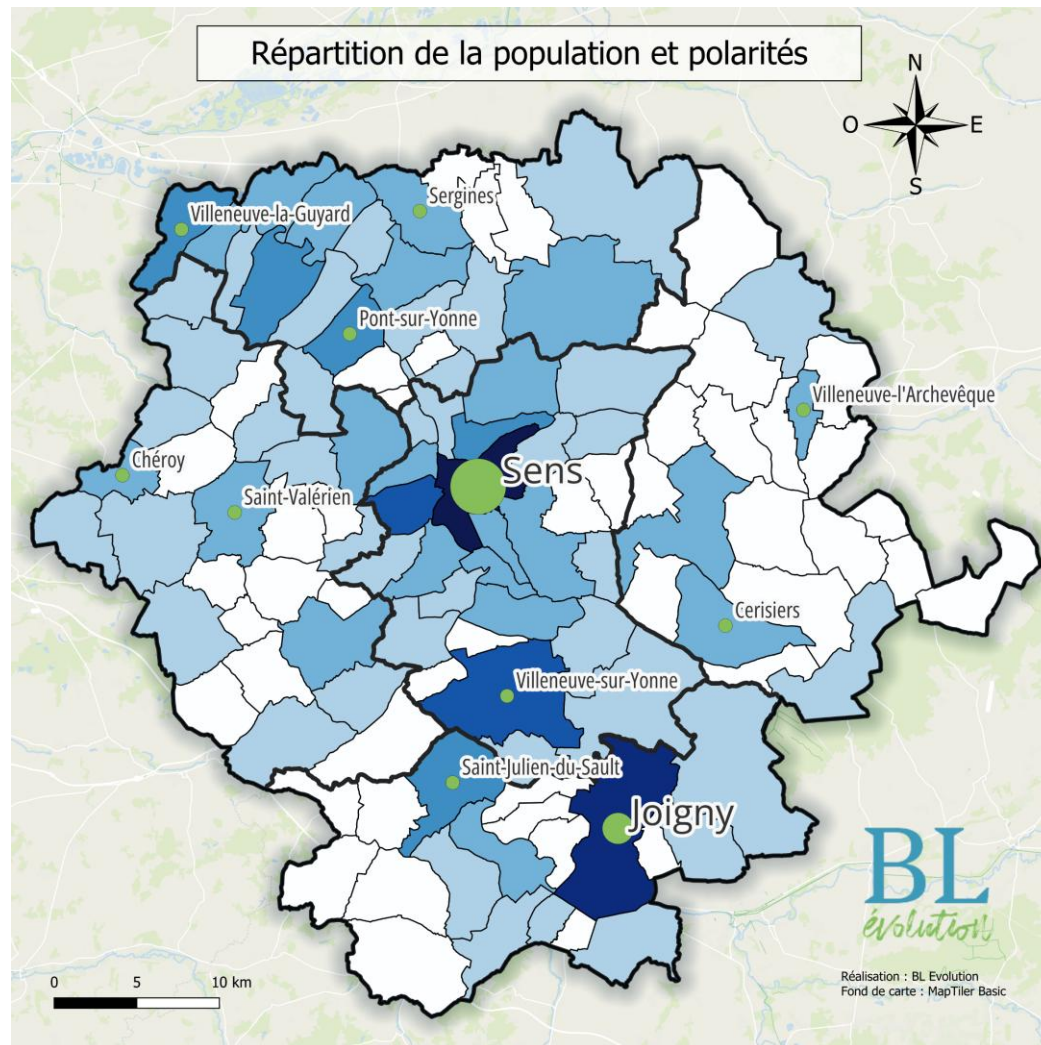 Répartition de la population et polarités
N
O
E
S
Villeneuve-la-Guyard
Sergines
Pont-sur-Yonne
Villeneuve-l'Archevêque
Chéroy
Sens
Saint-Valérien
Cerisiers
Villeneuve-sur-Yonne
Saint-Julien-du-Sault
Joigny
BL
évolution
0 5 10 km
Réalisation : BL Evolution
Fond de carte : MapTiler Basic